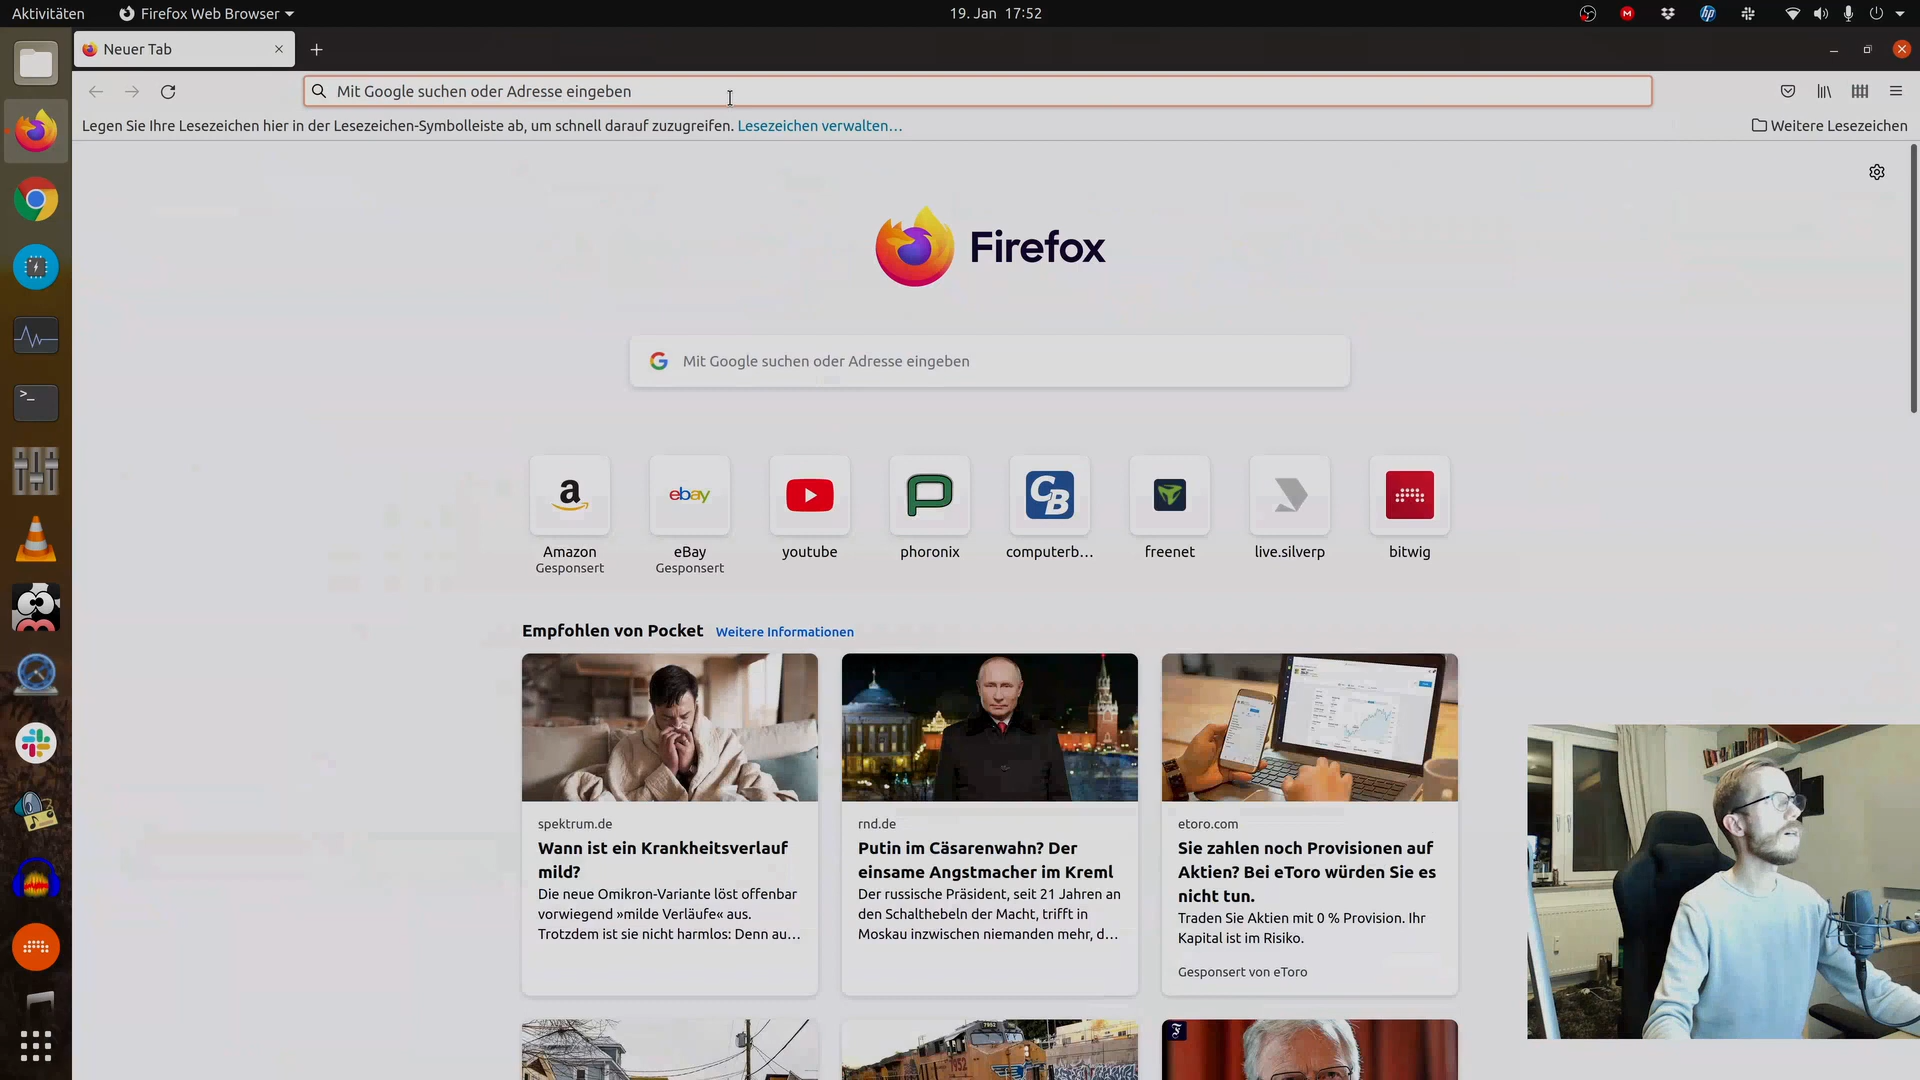 Aktivitäten
Firefox Web Browser
19. Jan 17:52
M
hp
Neuer Tab
Mit Google suchen oder Adresse eingeben
Legen Sie Ihre Lesezeichen hier in der Lesezeichen-Symbolleiste ab, um schnell darauf zuzugreifen. Lesezeichen verwalten…
Weitere Lesezeichen
Firefox
Mit Google suchen oder Adresse eingeben
a
ebay
P
CB
Amazon
Gesponsert
eBay
Gesponsert
youtube
phoronix
computerb…
freenet
live.silverp
bitwig
Empfohlen von Pocket Weitere Informationen
spektrum.de
Wann ist ein Krankheitsverlauf
mild?
Die neue Omikron-Variante löst offenbar
vorwiegend »milde Verläufe« aus.
Trotzdem ist sie nicht harmlos: Denn au…
rnd.de
Putin im Cäsarenwahn? Der
einsame Angstmacher im Kreml
Der russische Präsident, seit 21 Jahren an
den Schalthebeln der Macht, trifft in
Moskau inzwischen niemanden mehr, d…
etoro.com
Sie zahlen noch Provisionen auf
Aktien? Bei eToro würden Sie es
nicht tun.
Traden Sie Aktien mit 0 % Provision. Ihr
Kapital ist im Risiko.
Gesponsert von eToro
7952
1952